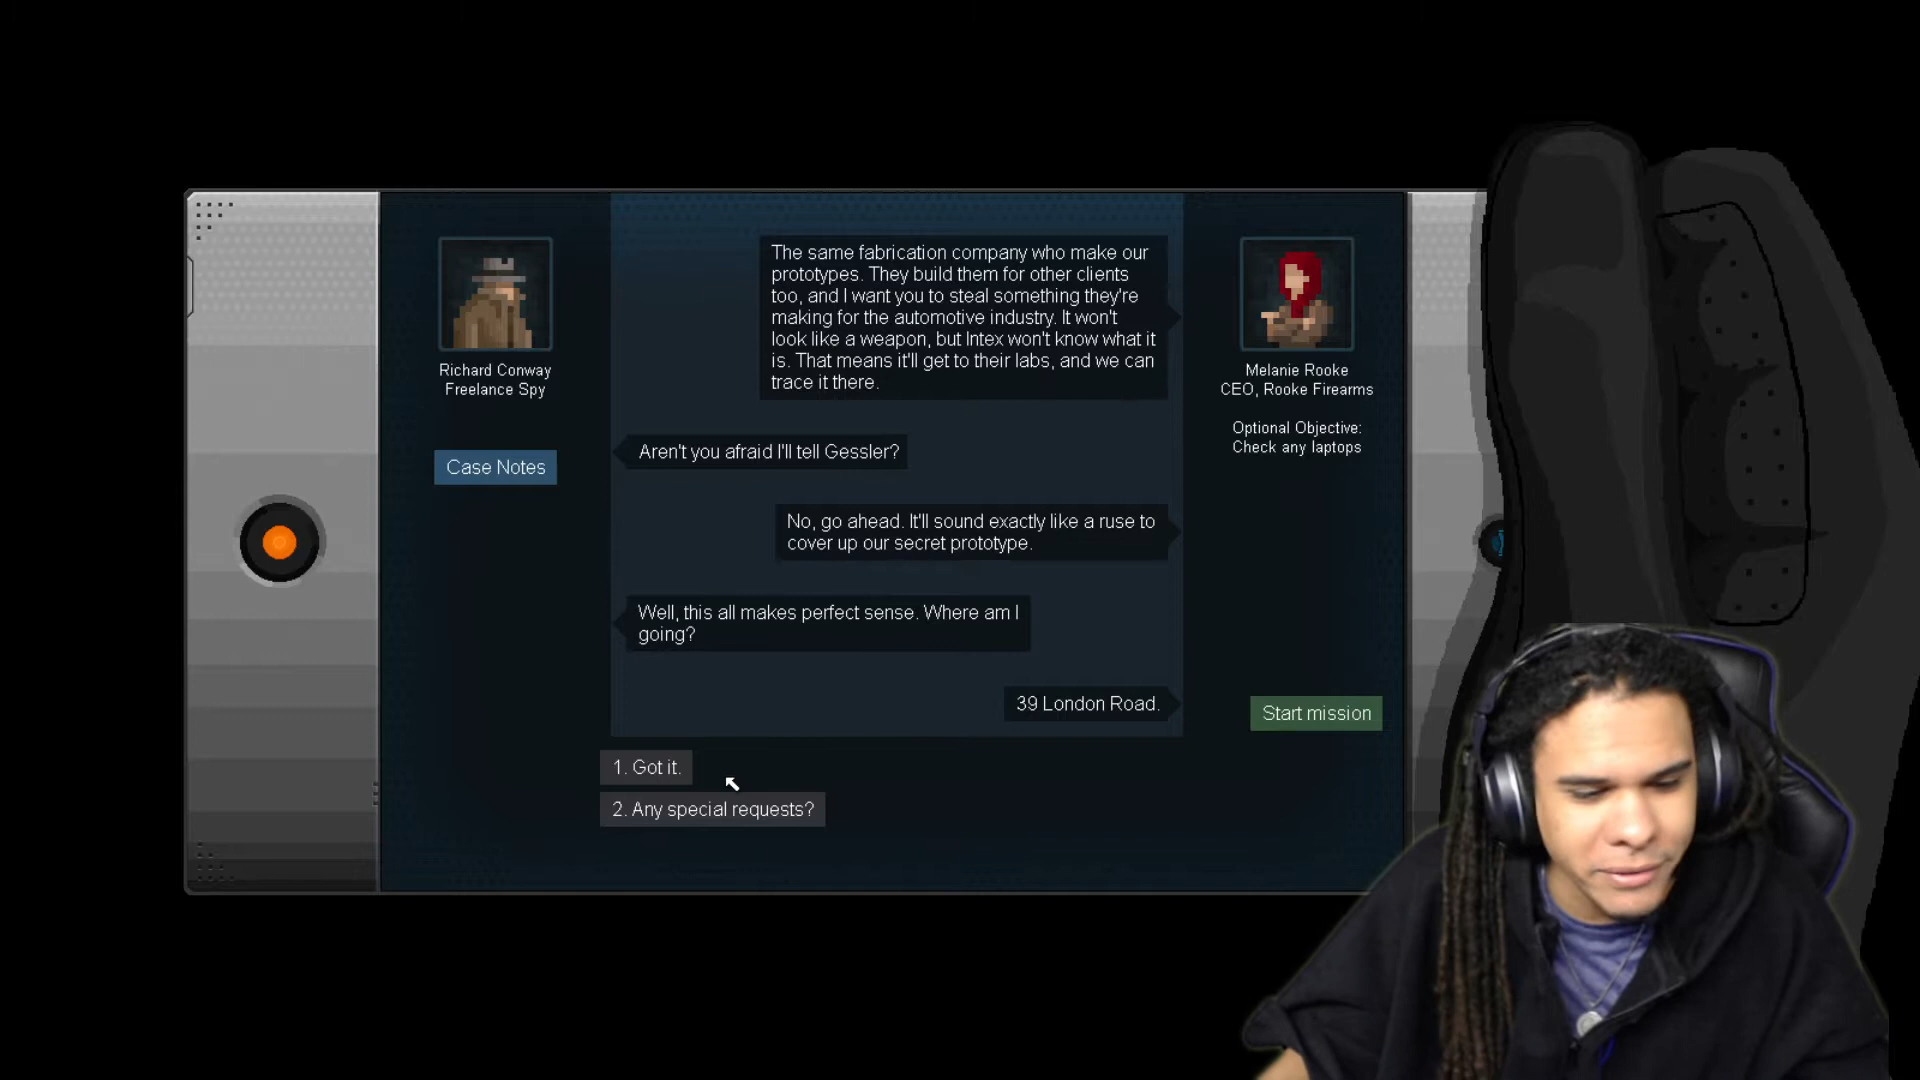 The same fabrication company who make our
prototypes. They build them for other clients
too, and I want you to steal something they're
making for the automotive industry. It won't
look like a weapon, but Intex won't know what it
is. That means it'll get to their labs, and we can
trace it there.
Richard Conway
Freelance Spy
Melanie Rooke
CEO, Rooke Firearms
Optional Objective:
Check any laptops
Aren't you afraid I'll tell Gessler?
Case Notes
No, go ahead. It'll sound exactly like a ruse to
cover up our secret prototype.
Well, this all makes perfect sense. Where am I
going?
39 London Road.
Start mission
1. Got it.
2. Any special requests?